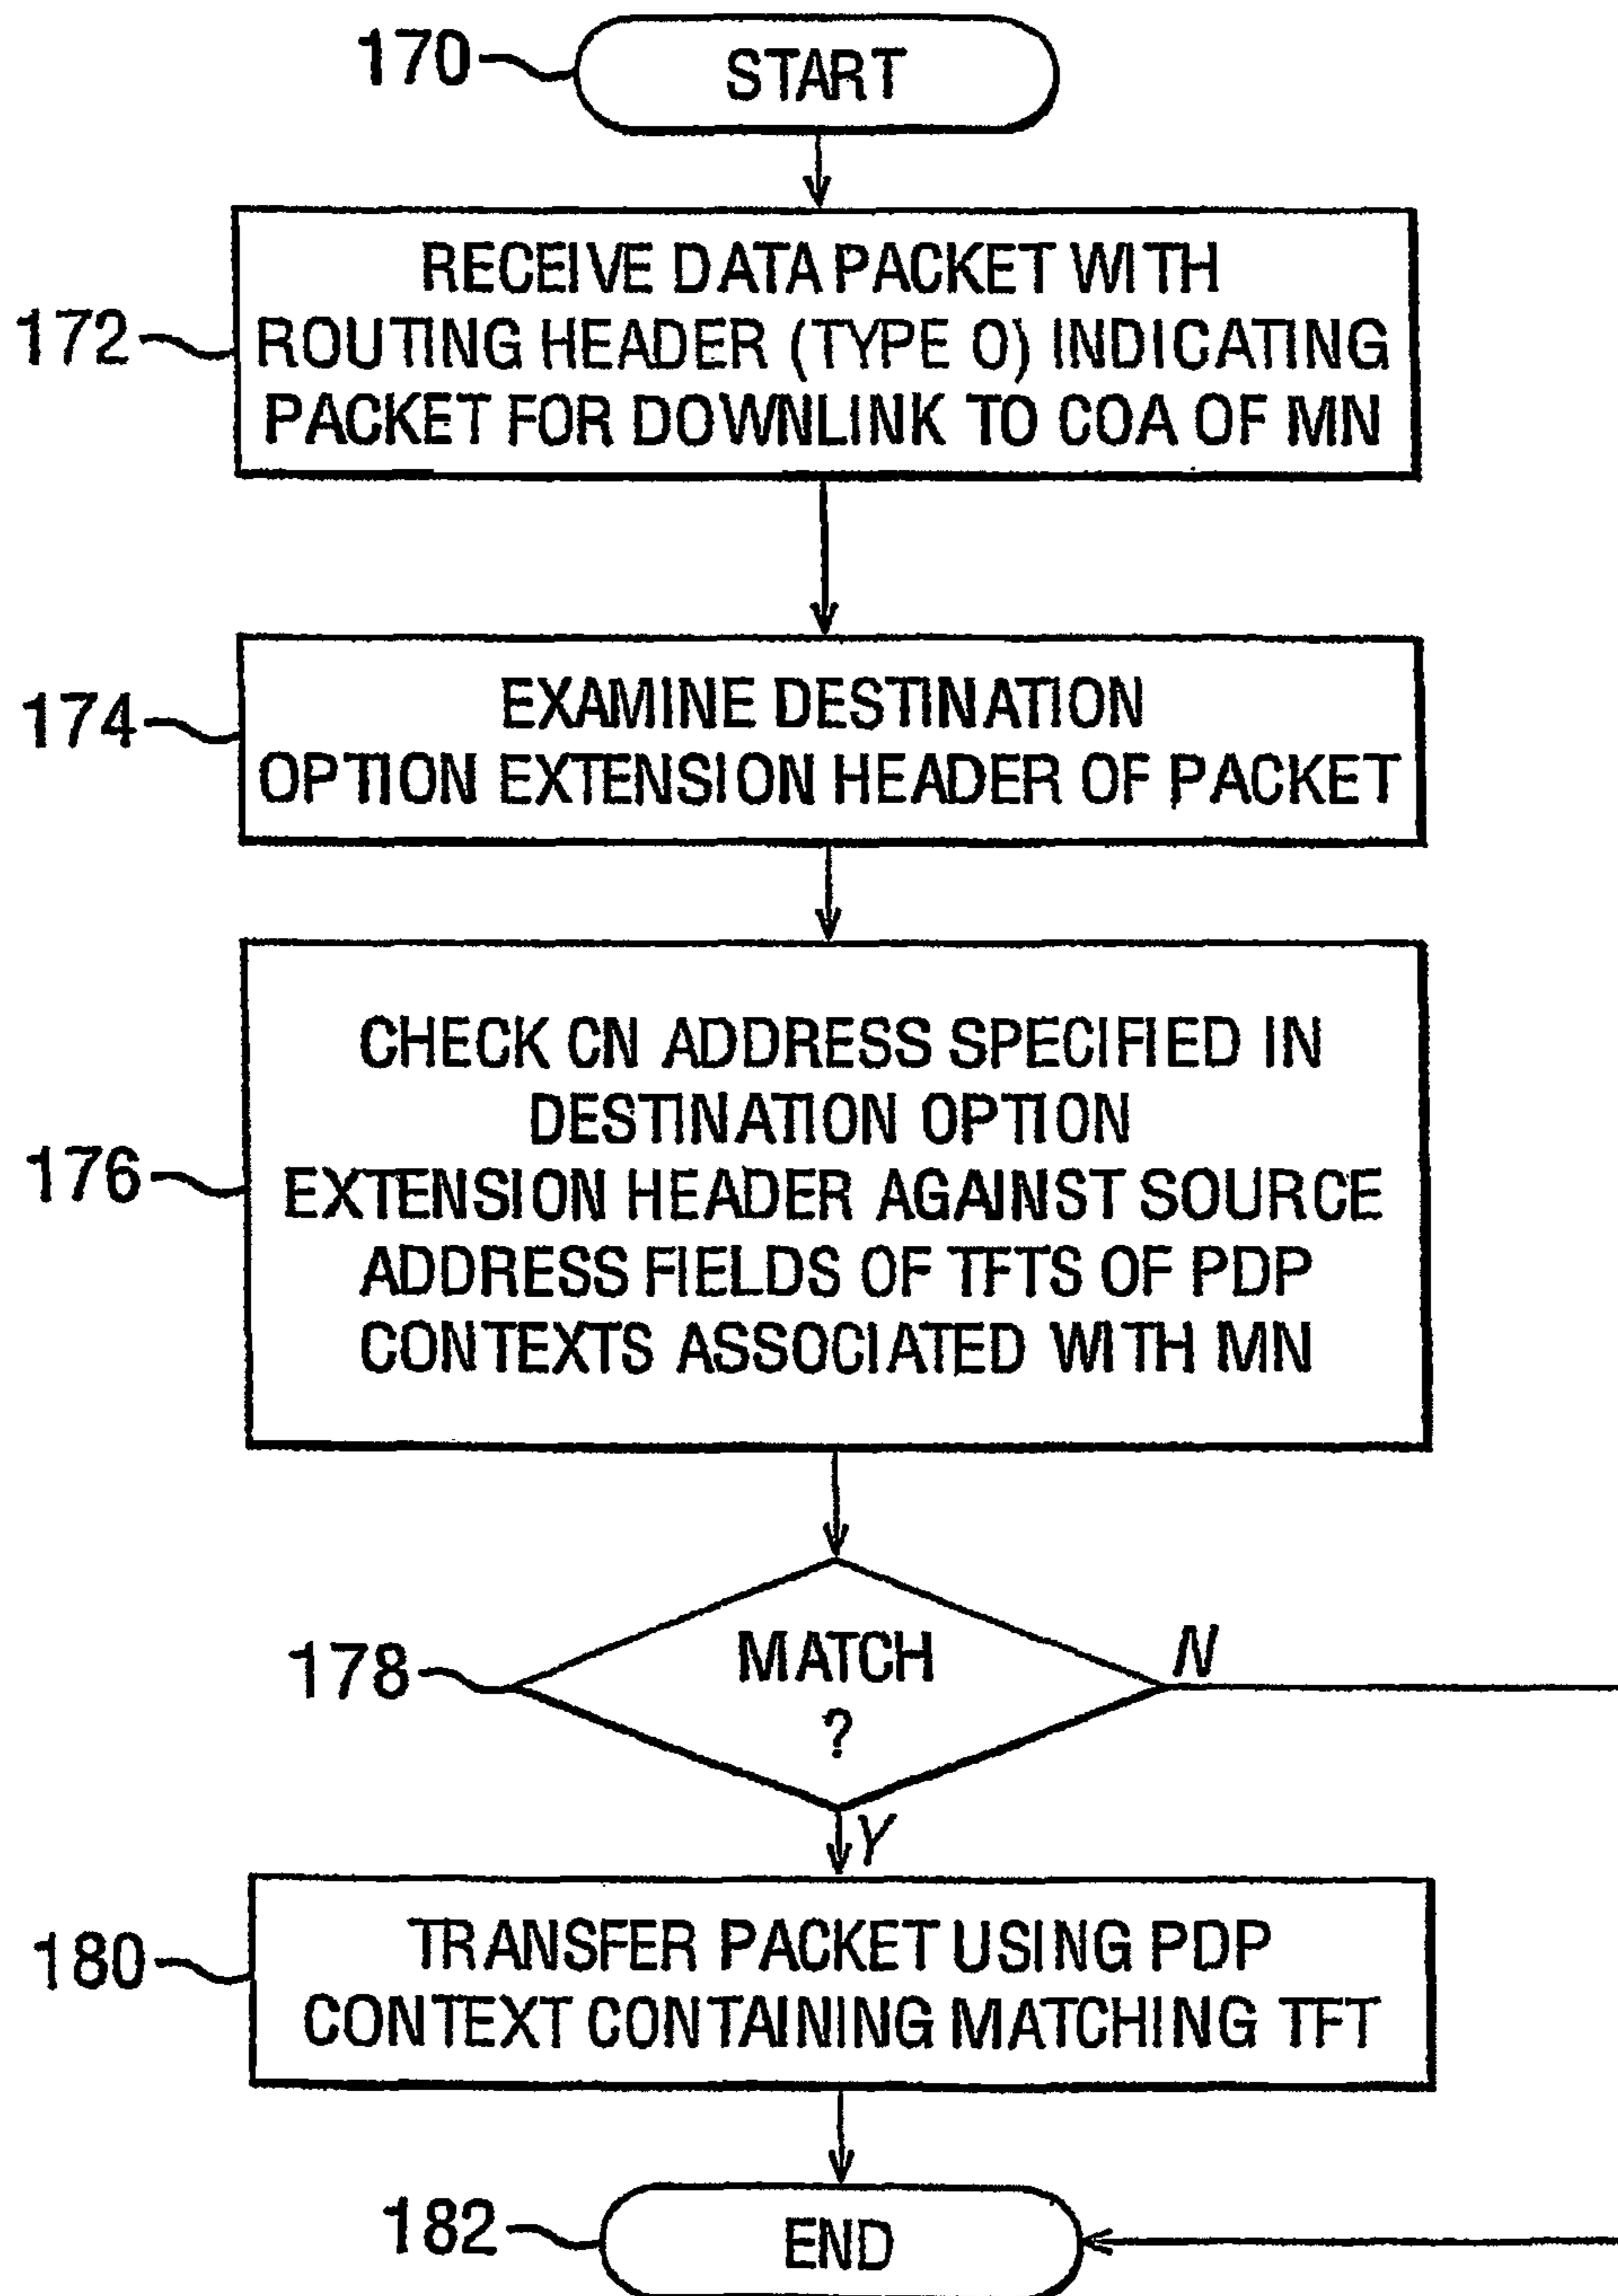 170
START
172
RECEIVE DATA PACKET WITH
ROUTING HEADER (TYPE 0) INDICATING
PACKET FOR DOWNLINK TO COA OF MN
174
EXAMINE DESTINATION
OPTION EXTENSION HEADER OF PACKET
176
CHECK CN ADDRESS SPECIFIED IN
DESTINATION OPTION
EXTENSION HEADER AGAINST SOURCE
ADDRESS FIELDS OF TFTS OF PDP
CONTEXTS ASSOCIATED WITH MN
178
MATCH
?
N
Y
180
TRANSFER PACKET USING PDP
CONTEXT CONTAINING MATCHING TFT
182
END